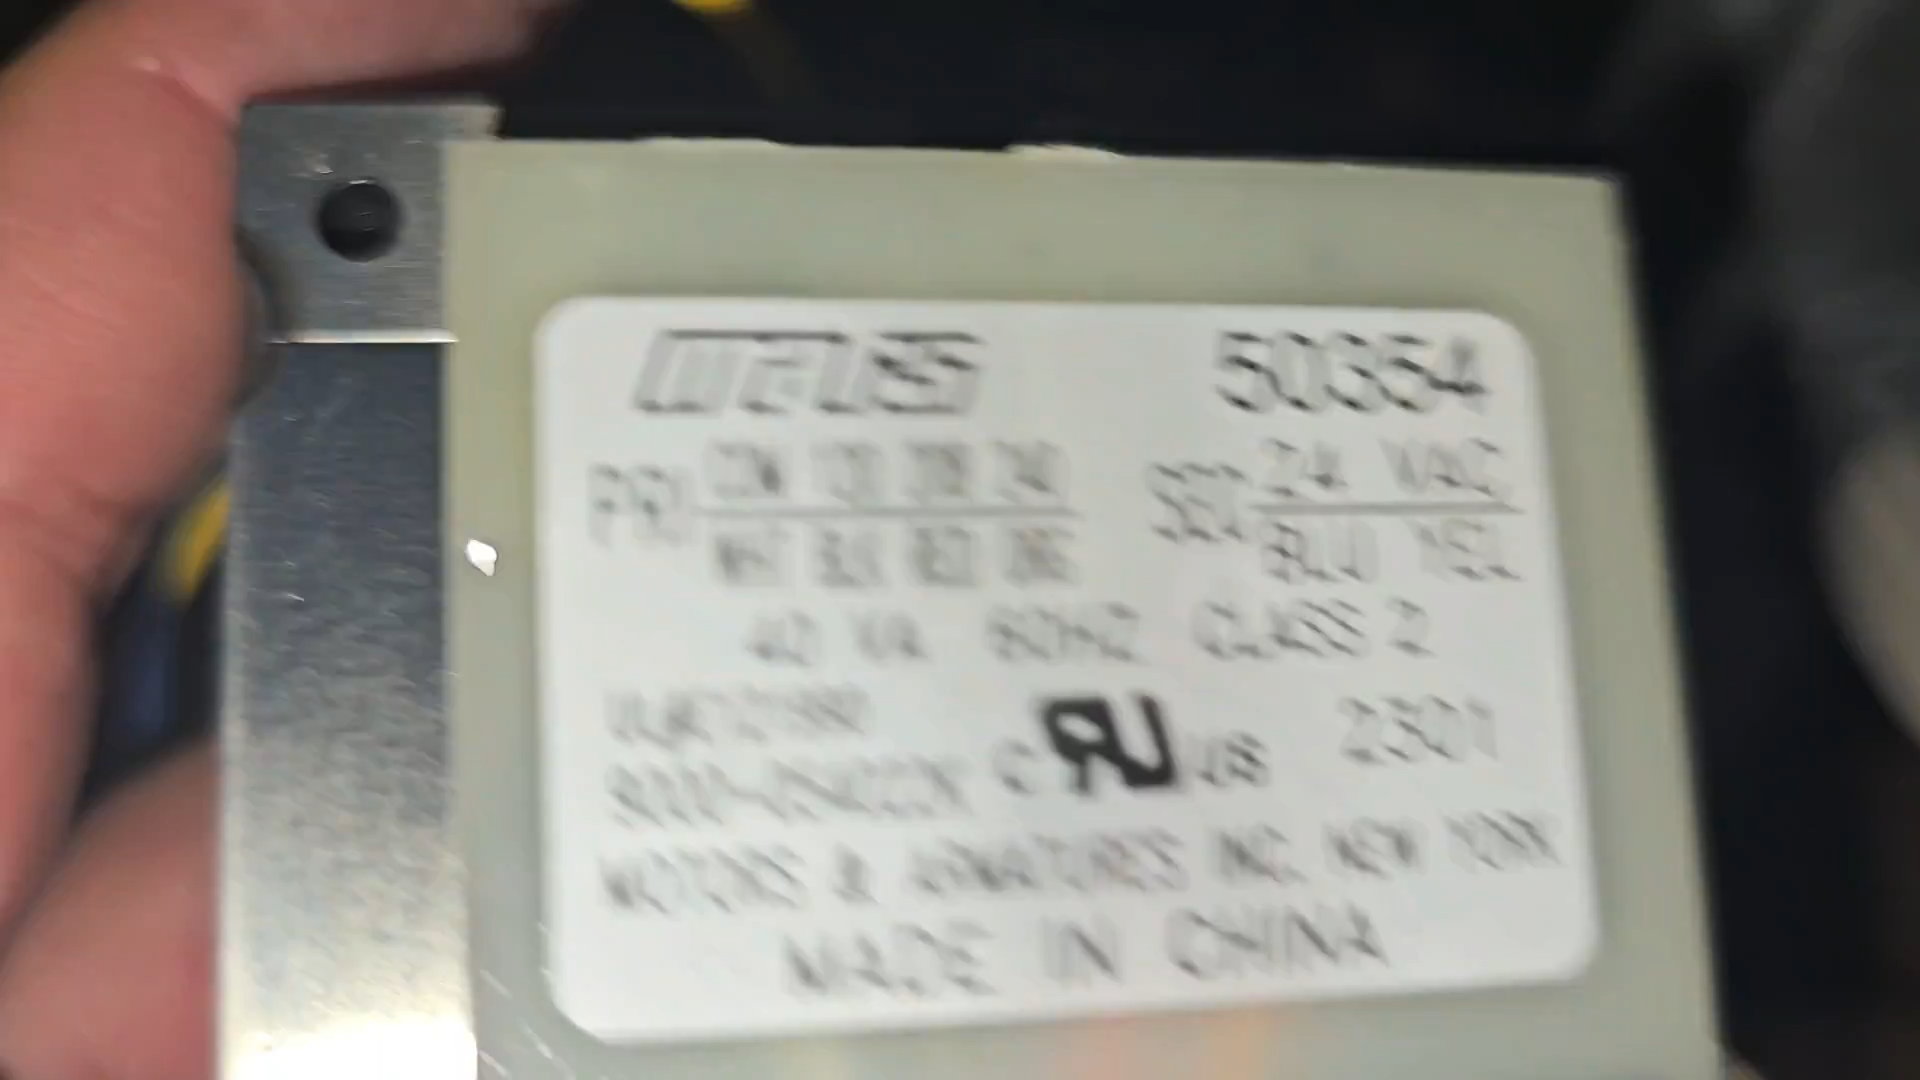 MARS 50354
PRI COM 120 208 240 SEC 24 VAC
WHT BLK RED ORG BLU YEL
40 VA 60HZ CLASS 2
c RU us 2301
MOTORS & ARMATURES INC. NEW YORK
MADE IN CHINA